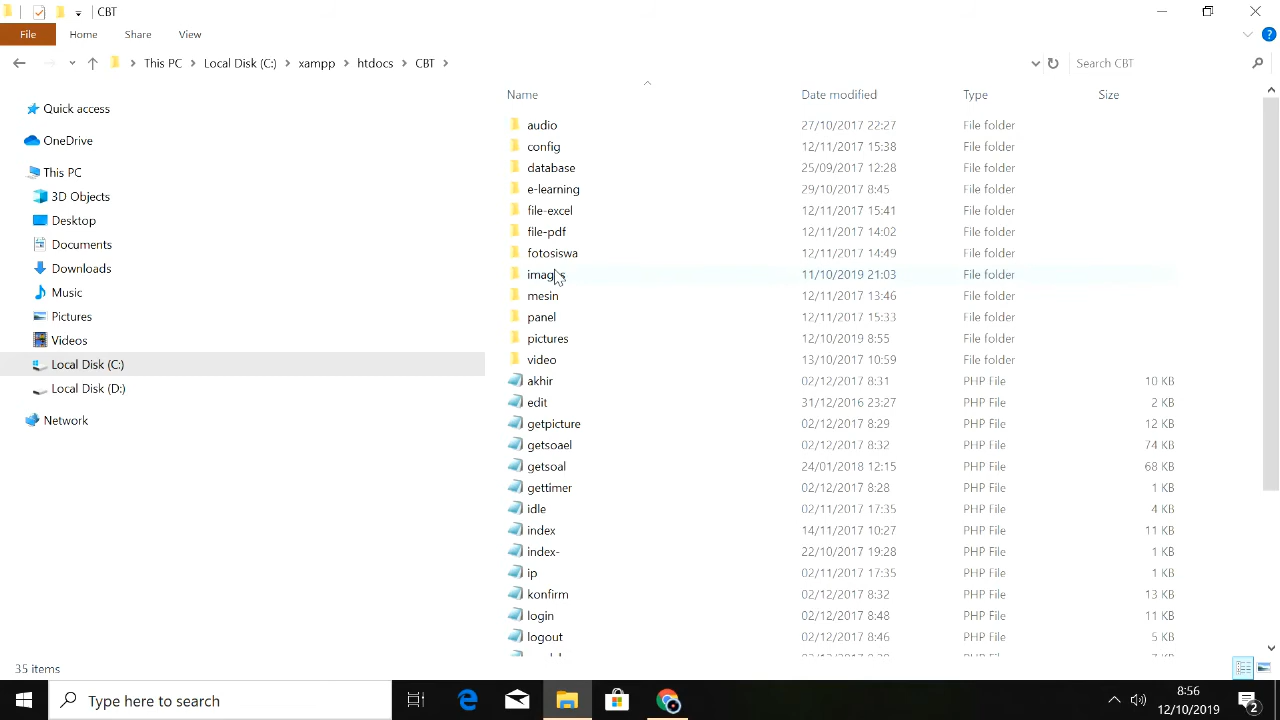 CBT
File Home Share View
This PC Local Disk (C:) xampp htdocs CBT
Search CBT
Name Date modified Type Size
Quick access
OneDrive
This PC
3D Objects
Desktop
Documents
Downloads
Music
Pictures
Videos
Local Disk (C:)
Local Disk (D:)
Network
audio 27/10/2017 22:27 File folder
config 12/11/2017 15:38 File folder
database 25/09/2017 12:28 File folder
e-learning 29/10/2017 8:45 File folder
file-excel 12/11/2017 15:41 File folder
file-pdf 12/11/2017 14:02 File folder
fotosiswa 12/11/2017 14:49 File folder
images 11/10/2019 21:03 File folder
mesin 12/11/2017 13:46 File folder
panel 12/11/2017 15:33 File folder
pictures 12/10/2019 8:55 File folder
video 13/10/2017 10:59 File folder
akhir 02/12/2017 8:31 PHP File 10 KB
edit 31/12/2016 23:27 PHP File 2 KB
getpicture 02/12/2017 8:29 PHP File 12 KB
getsoael 02/12/2017 8:32 PHP File 74 KB
getsoal 24/01/2018 12:15 PHP File 68 KB
gettimer 02/12/2017 8:28 PHP File 1 KB
idle 02/11/2017 17:35 PHP File 4 KB
index 14/11/2017 10:27 PHP File 11 KB
index- 22/10/2017 19:28 PHP File 1 KB
ip 02/11/2017 17:35 PHP File 1 KB
konfirm 02/12/2017 8:32 PHP File 13 KB
login 02/12/2017 8:48 PHP File 11 KB
logout 02/12/2017 8:46 PHP File 5 KB
35 items
Type here to search
8:56
12/10/2019
2